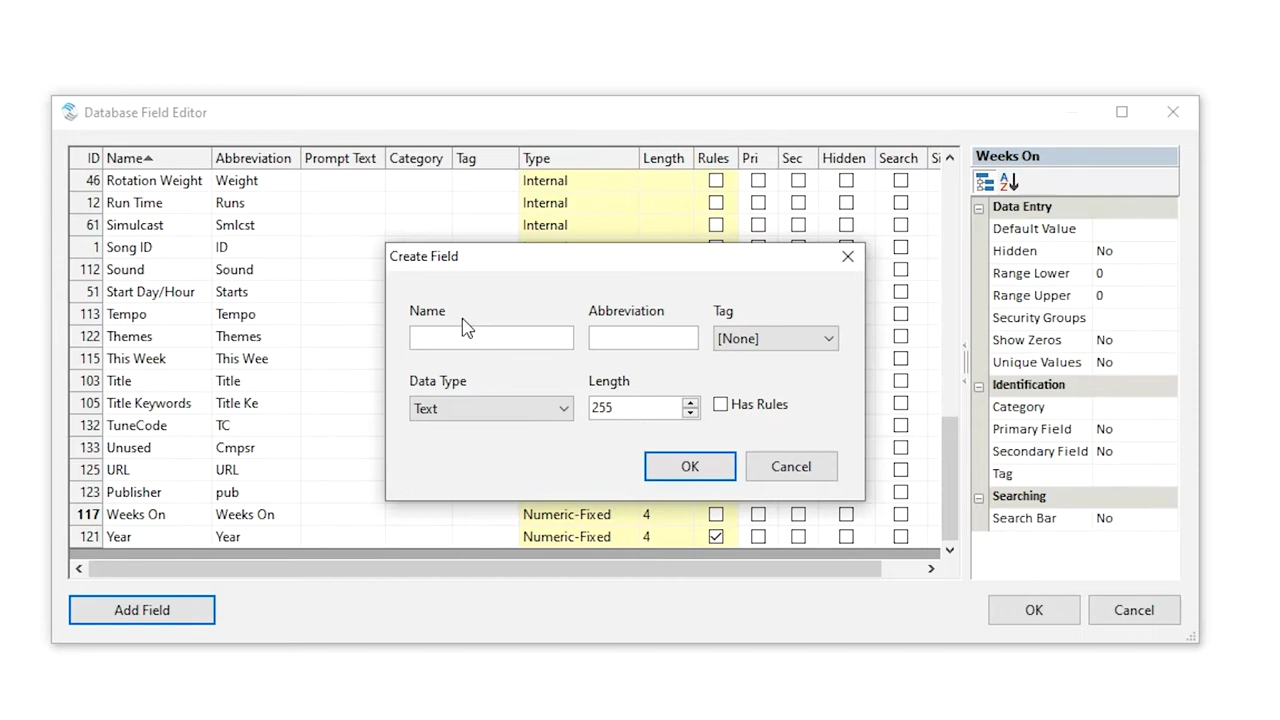 Database Field Editor
ID Name Abbreviation Prompt Text Category Tag Type Length Rules Pri Sec Hidden Search Si
46 Rotation Weight Weight Internal
12 Run Time Runs Internal
61 Simulcast Smlcst Internal
1 Song ID ID
112 Sound Sound
51 Start Day/Hour Starts
113 Tempo Tempo
122 Themes Themes
115 This Week This Wee
103 Title Title
105 Title Keywords Title Ke
132 TuneCode TC
133 Unused Cmpsr
125 URL URL
123 Publisher pub
117 Weeks On Weeks On Numeric-Fixed 4
121 Year Year Numeric-Fixed 4
Create Field
Name Abbreviation Tag
[None]
Data Type Length
Text 255 Has Rules
OK Cancel
Weeks On
Data Entry
Default Value
Hidden No
Range Lower 0
Range Upper 0
Security Groups
Show Zeros No
Unique Values No
Identification
Category
Primary Field No
Secondary Field No
Tag
Searching
Search Bar No
Add Field OK Cancel